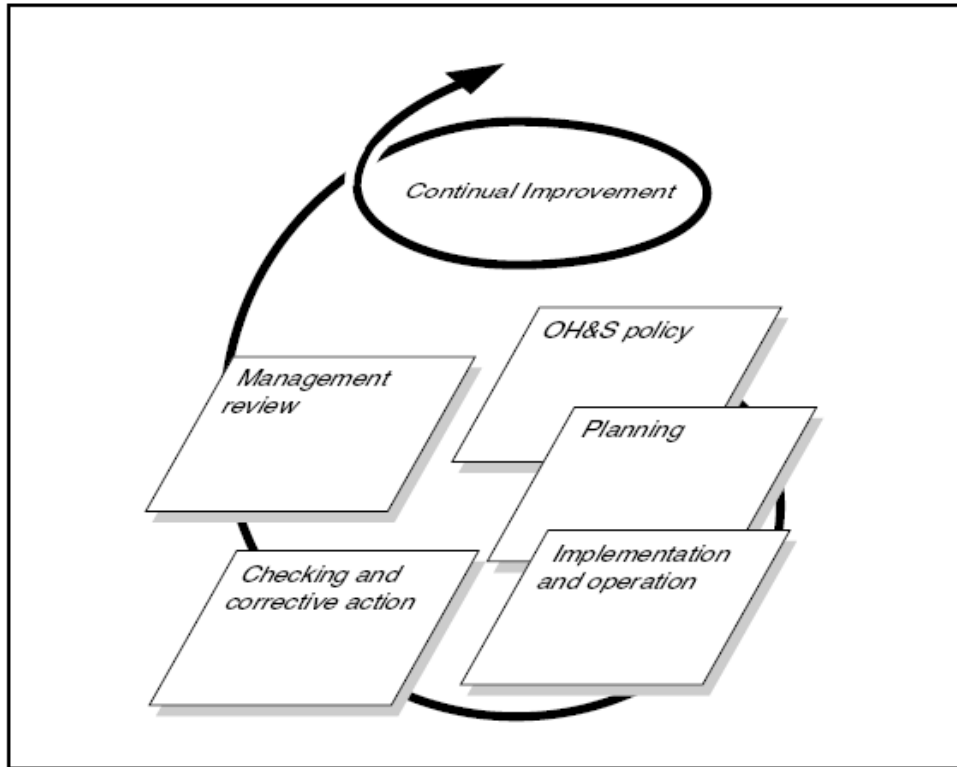 Continual Improvement
OH&S policy
Management
review
Planning
Implementation
and operation
Checking and
corrective action